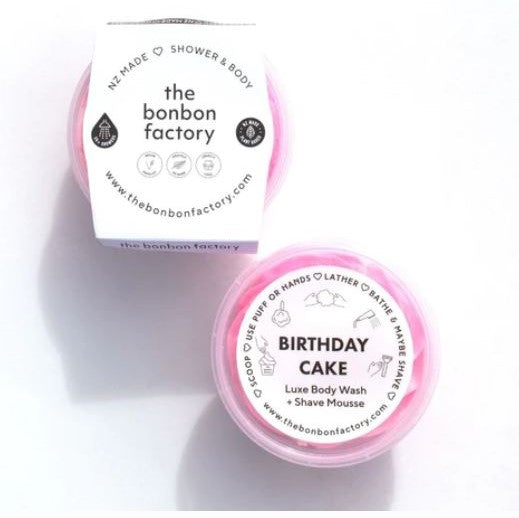 NZ MADE ♡ SHOWER & BODY
the
bonbon
factory
www.thebonbonfactory.com
the bonbon factory
♡ SCOOP ♡ USE PUFF OR HANDS ♡ LATHER ♡ BATHE & MAYBE SHAVE
BIRTHDAY
CAKE
Luxe Body Wash
+ Shave Mousse
www.thebonbonfactory.com